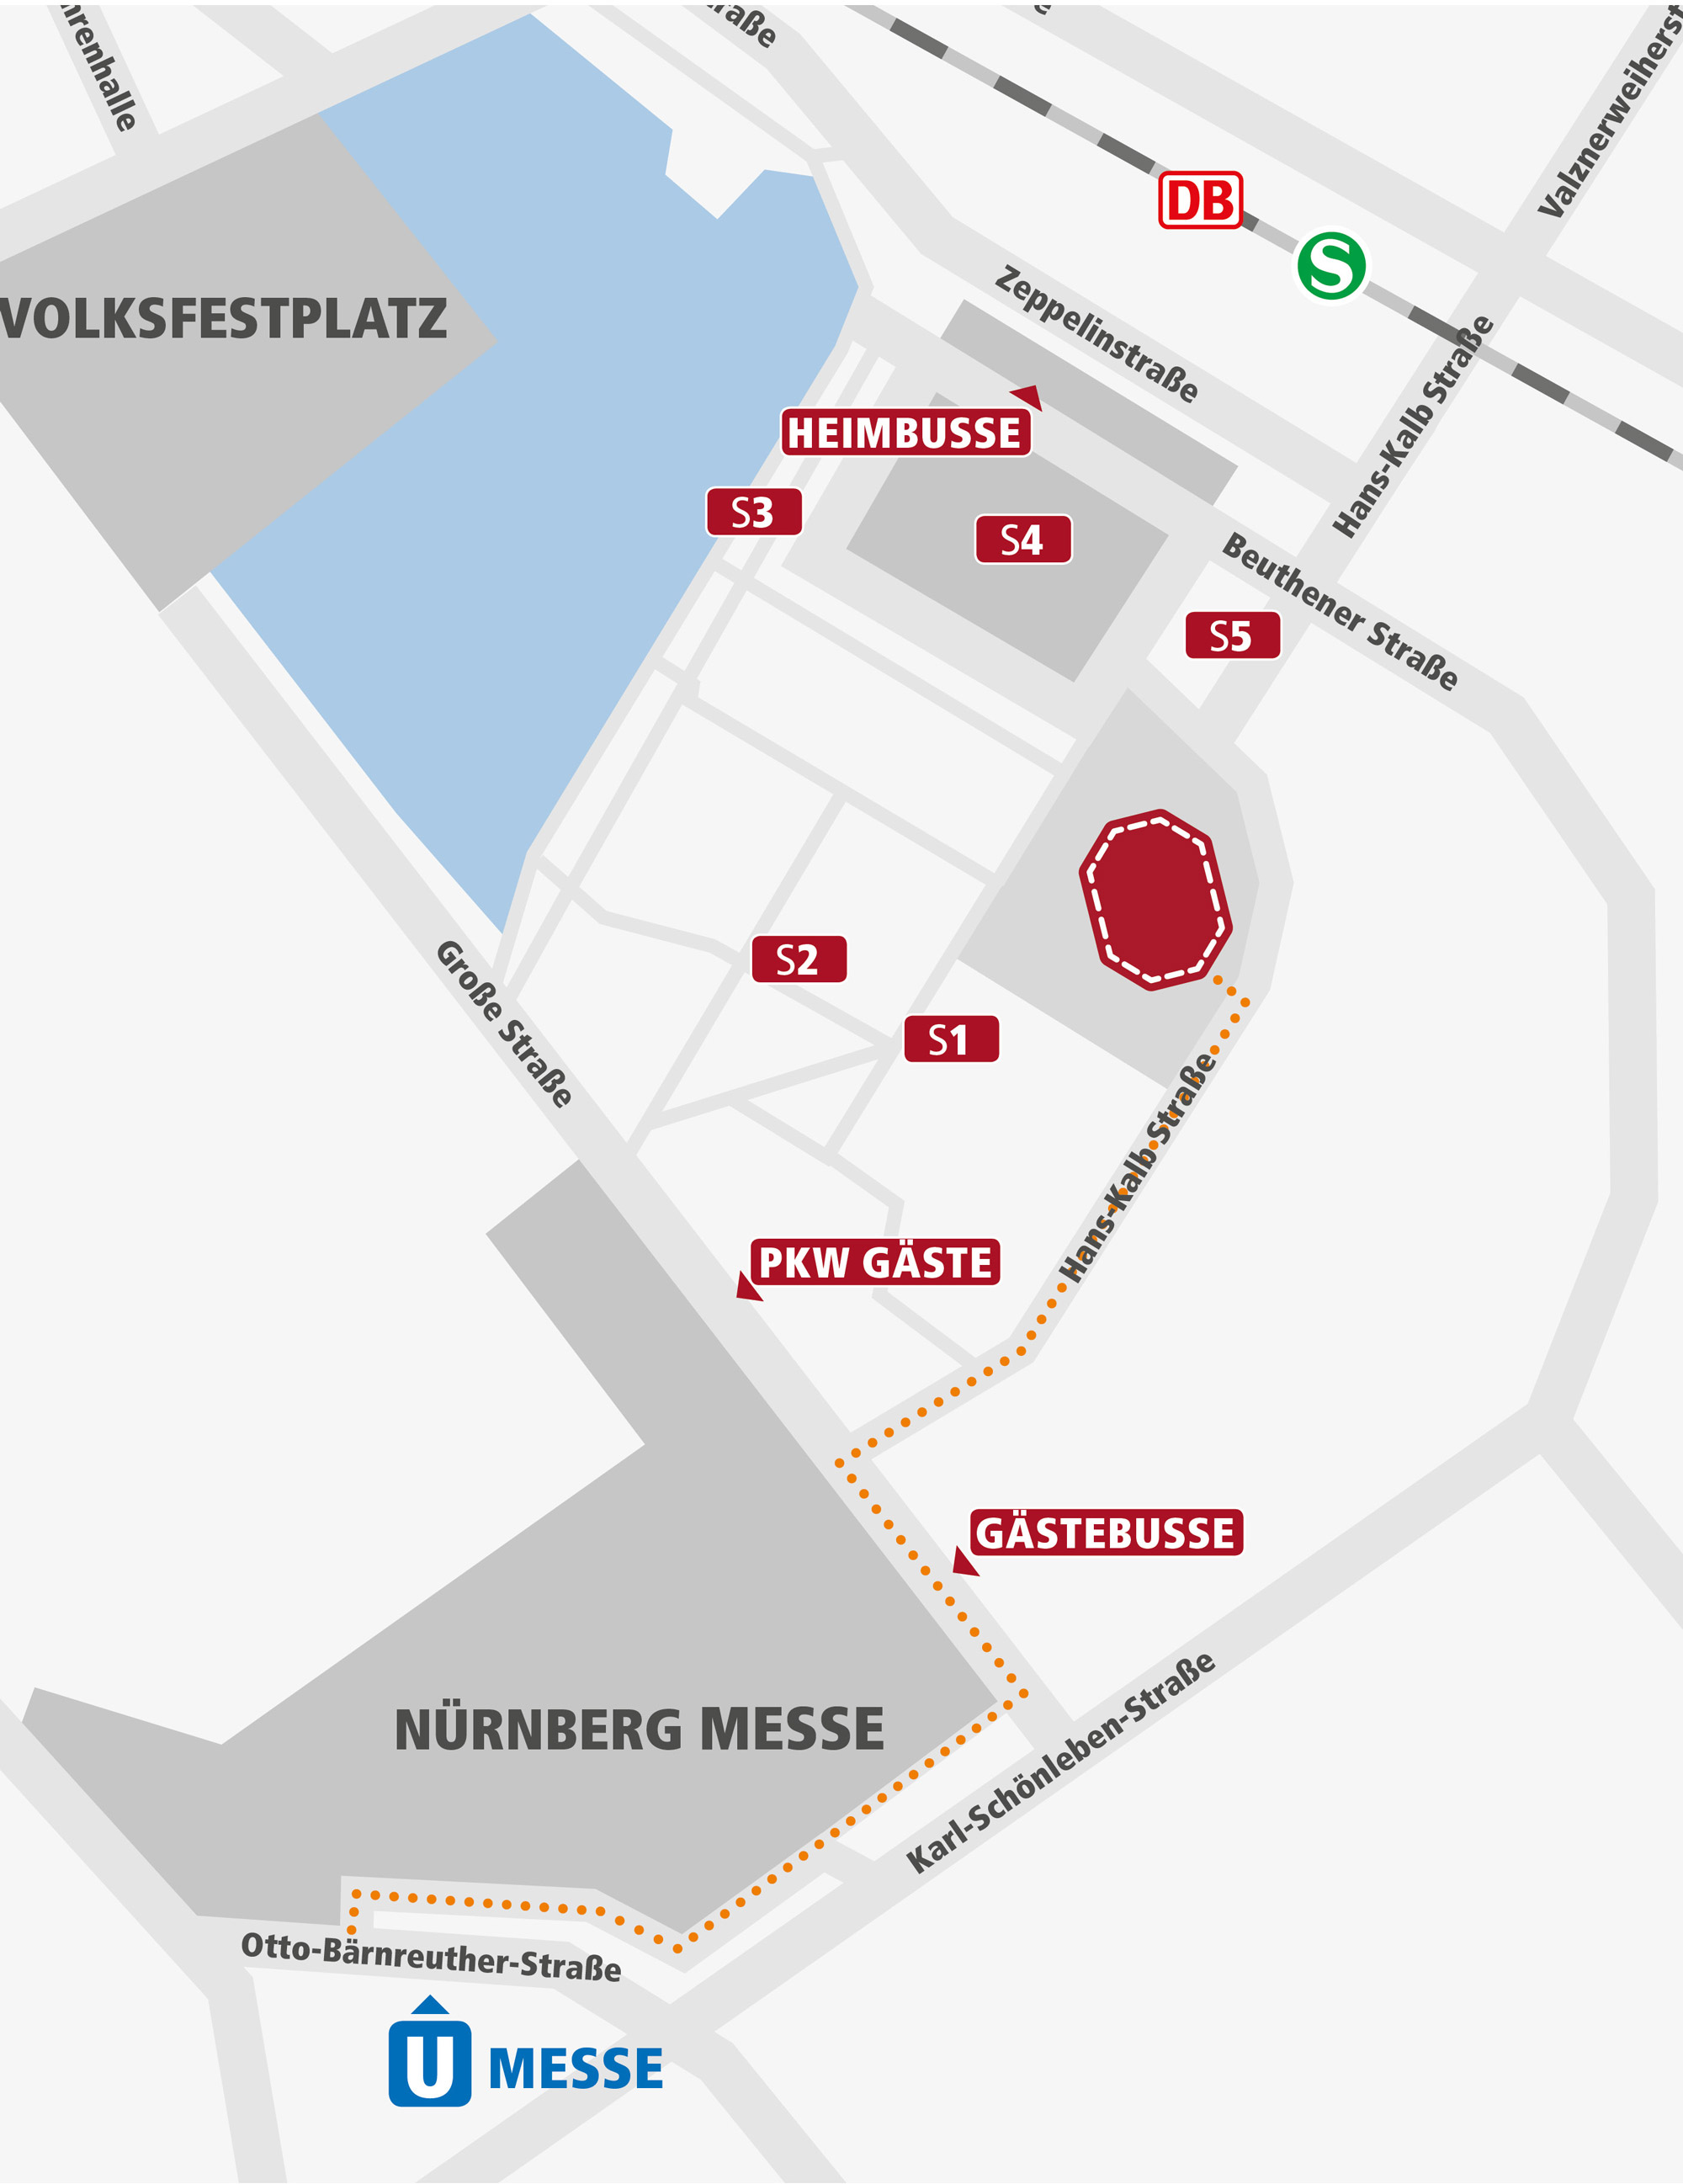 DB
S
VOLKSFESTPLATZ
Zeppelinstraße
Hans-Kalb Straße
HEIMBUSSE
S3
S4
Beuthener Straße
S5
S2
S1
Große Straße
Hans-Kalb Straße
PKW GÄSTE
GÄSTEBUSSE
NÜRNBERG MESSE
Karl-Schönleben-Straße
Otto-Bärnreuther-Straße
U MESSE